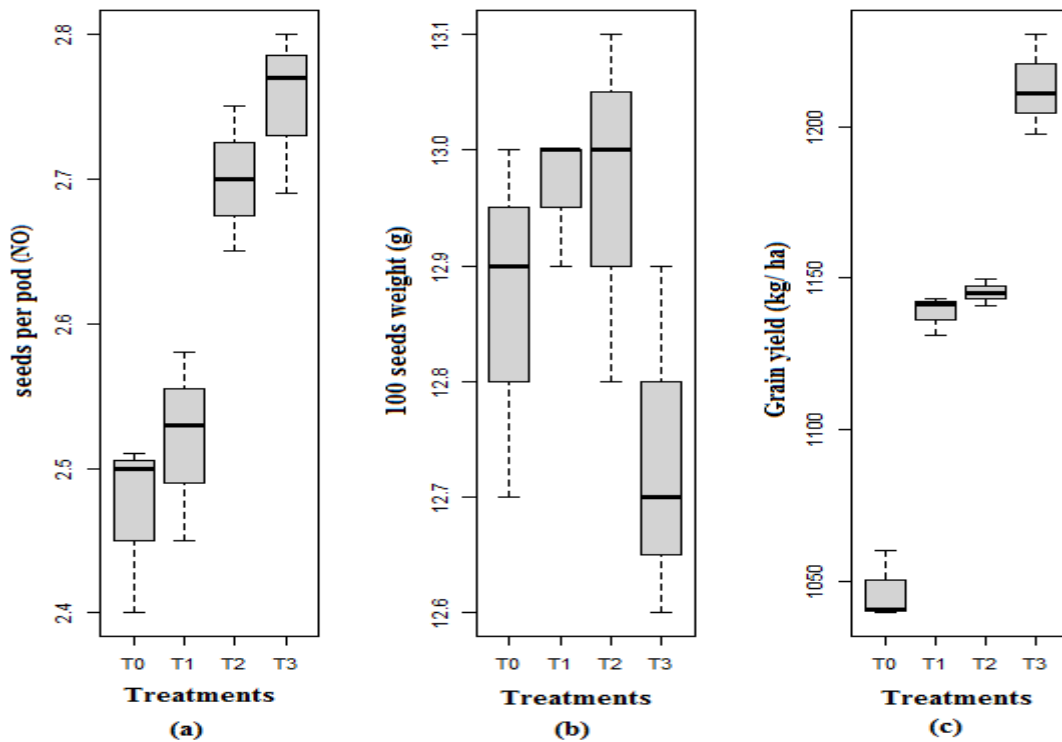 seeds per pod (NO)
2.8
2.7
2.6
2.5
2.4
T0 T1 T2 T3
Treatments
(a)
100 seeds weight (g)
13.1
13.0
12.9
12.8
12.7
12.6
T0 T1 T2 T3
Treatments
(b)
Grain yield (kg/ ha)
1200
1150
1100
1050
T0 T1 T2 T3
Treatments
(c)